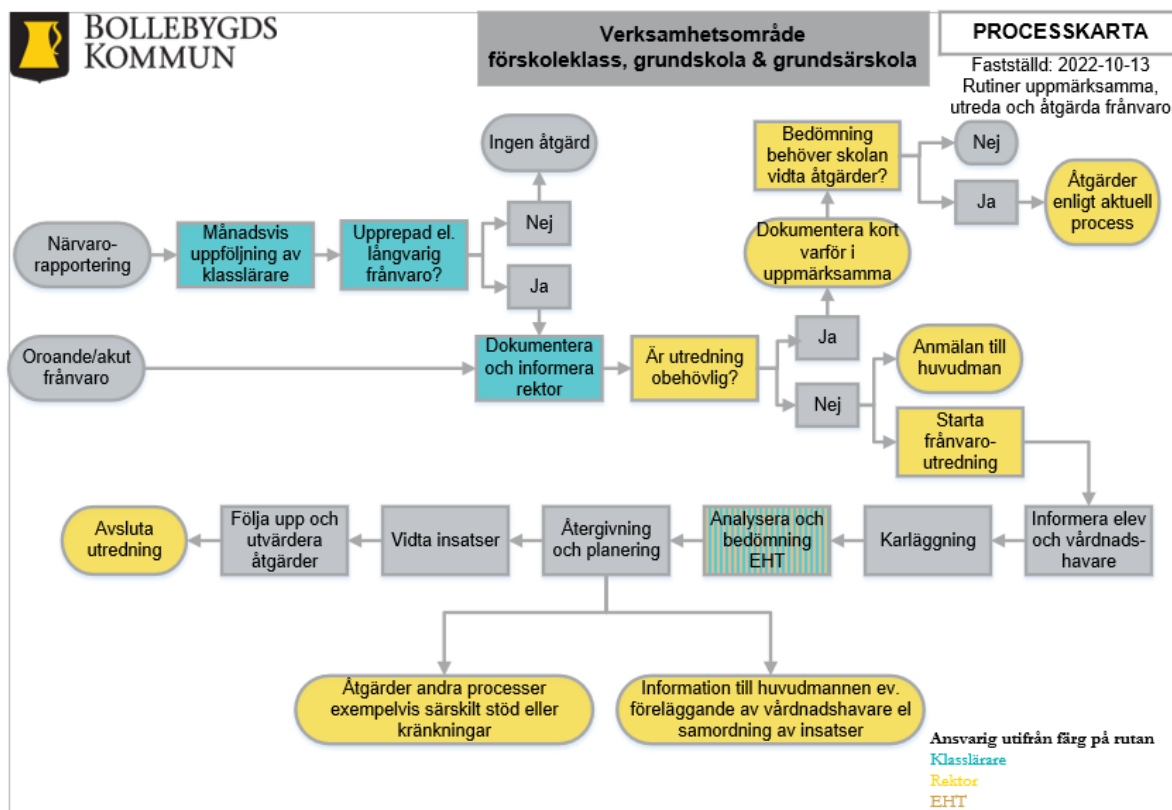 BOLLEBYGDS
KOMMUN
Verksamhetsområde
förskoleklass, grundskola & grundsärskola
PROCESSKARTA
Fastställd: 2022-10-13
Rutiner uppmärksamma,
utreda och åtgärda frånvaro
Ingen åtgärd
Bedömning
behöver skolan
vidta åtgärder?
Nej
Ja
Åtgärder
enligt aktuell
process
Närvaro-
rapportering
Månadsvis
uppföljning av
klasslärare
Upprepad el.
långvarig
frånvaro?
Nej
Ja
Dokumentera kort
varför i
uppmärksamma
Oroande/akut
frånvaro
Dokumentera
och informera
rektor
Är utredning
obehövlig?
Ja
Nej
Anmälan till
huvudman
Starta
frånvaro-
utredning
Avsluta
utredning
Följa upp och
utvärdera
åtgärder
Vidta insatser
Återgivning
och planering
Analysera och
bedömning
EHT
Karläggning
Informera elev
och vårdnads-
havare
Åtgärder andra processer
exempelvis särskilt stöd eller
kränkningar
Information till huvudmannen ev.
föreläggande av vårdnadshavare el
samordning av insatser
Ansvarig utifrån färg på rutan
Klasslärare
Rektor
EHT